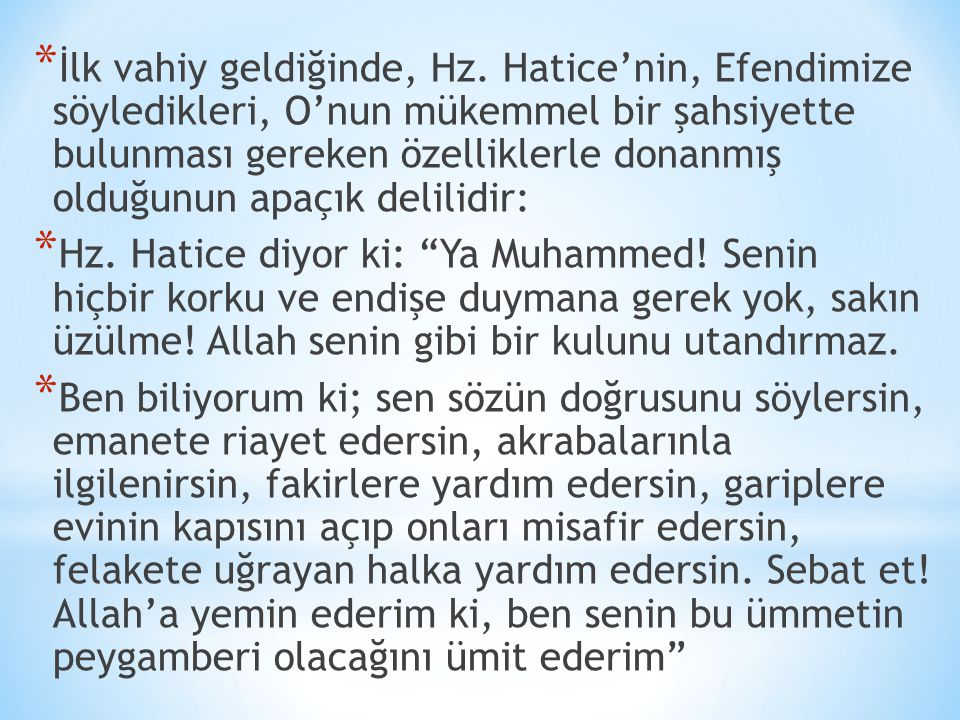 * İlk vahiy geldiğinde, Hz. Hatice’nin, Efendimize
söyledikleri, O’nun mükemmel bir şahsiyette
bulunması gereken özelliklerle donanmış
olduğunun apaçık delilidir:
* Hz. Hatice diyor ki: “Ya Muhammed! Senin
hiçbir korku ve endişe duymana gerek yok, sakın
üzülme! Allah senin gibi bir kulunu utandırmaz.
* Ben biliyorum ki; sen sözün doğrusunu söylersin,
emanete riayet edersin, akrabalarınla
ilgilenirsin, fakirlere yardım edersin, gariplere
evinin kapısını açıp onları misafir edersin,
felakete uğrayan halka yardım edersin. Sebat et!
Allah’a yemin ederim ki, ben senin bu ümmetin
peygamberi olacağını ümit ederim”